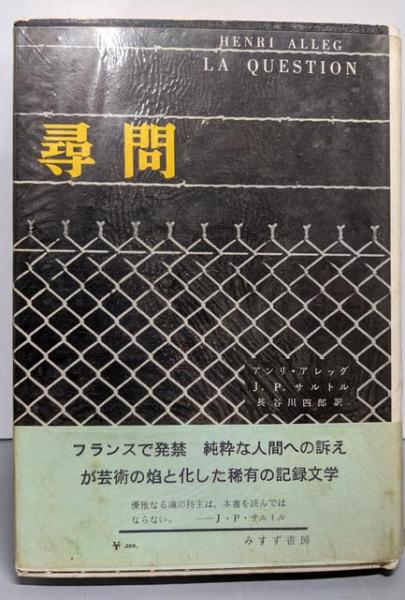 HENRI ALLEG
LA QUESTION
尋問
アンリ・アレッグ
J. P. サルトル
長谷川四郎訳
フランスで発禁 純粋な人間への訴え
が芸術の焔と化した稀有の記録文学
優雅なる魂の持主は、本書を読んでは
ならない。 ——J・P・サルトル
¥ 200.
みすず書房